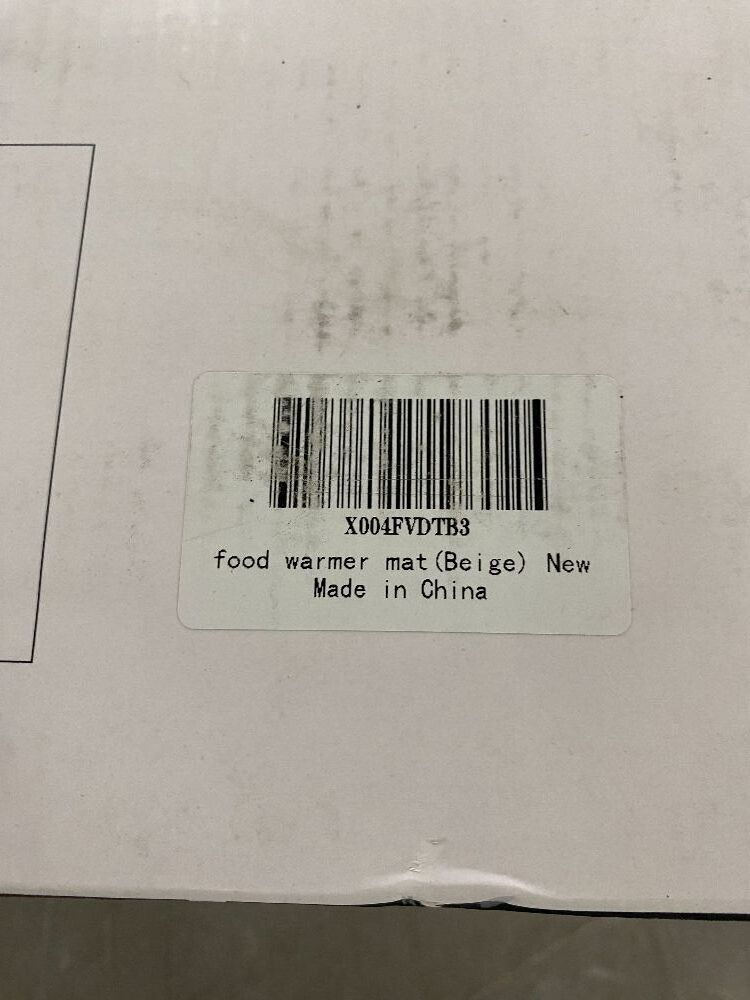 X004FVDTB3
food warmer mat(Beige) New
Made in China